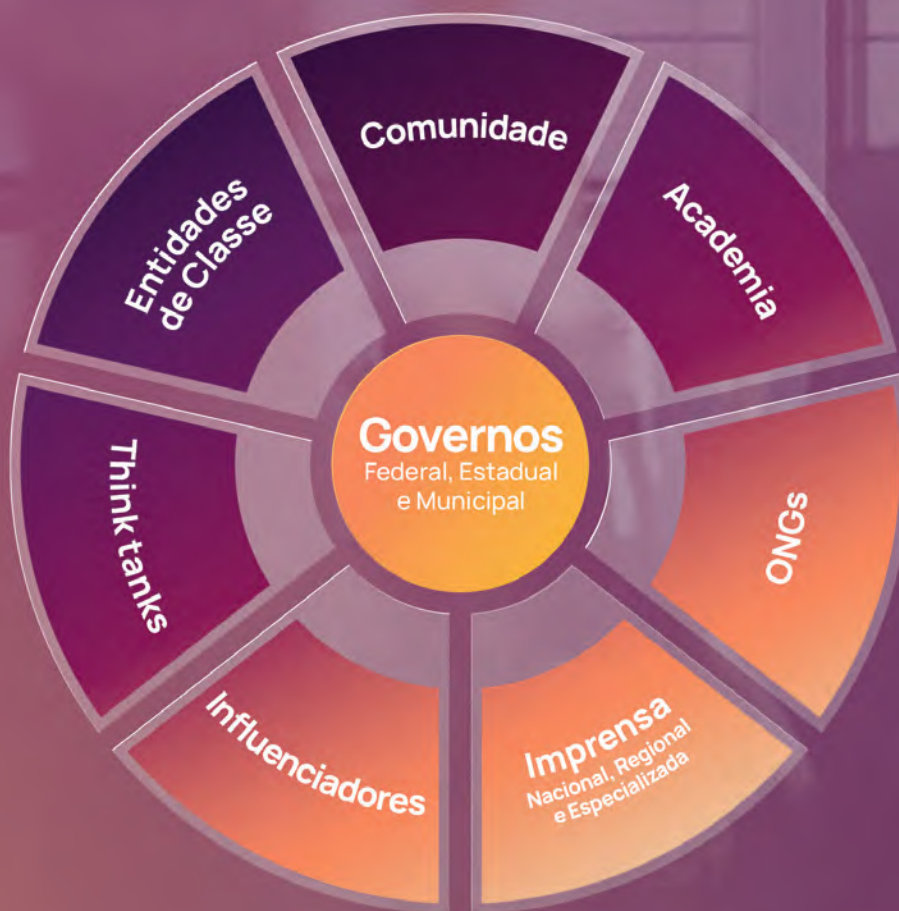 Comunidade
Academia
ONGs
Imprensa
Nacional, Regional
e Especializada
Influenciadores
Think tanks
Entidades
de Classe
Governos
Federal, Estadual
e Municipal